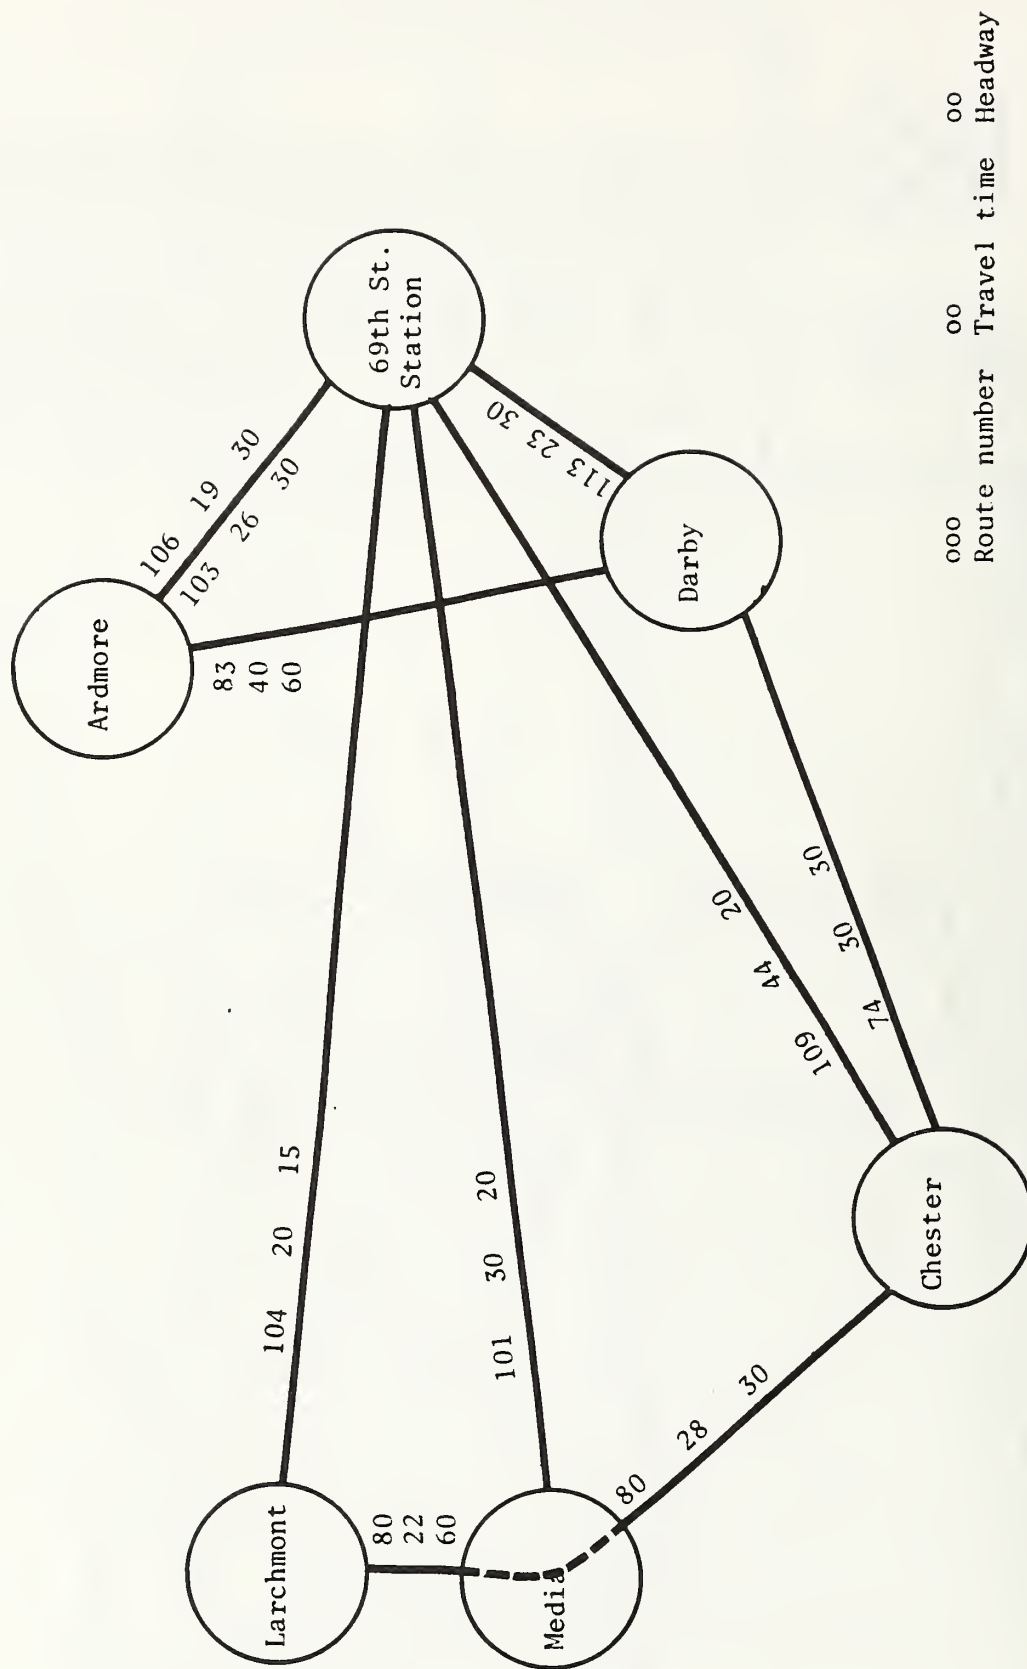 Ardmore
106 19 30
103 26 30
83
40
60
69th St.
Station
113 23 30
Darby
Larchmont
104 20 15
80
22
60
Media
101 30 20
109 44 20
74 30 30
80 28 30
Chester
000 00 00
Route number Travel time Headway